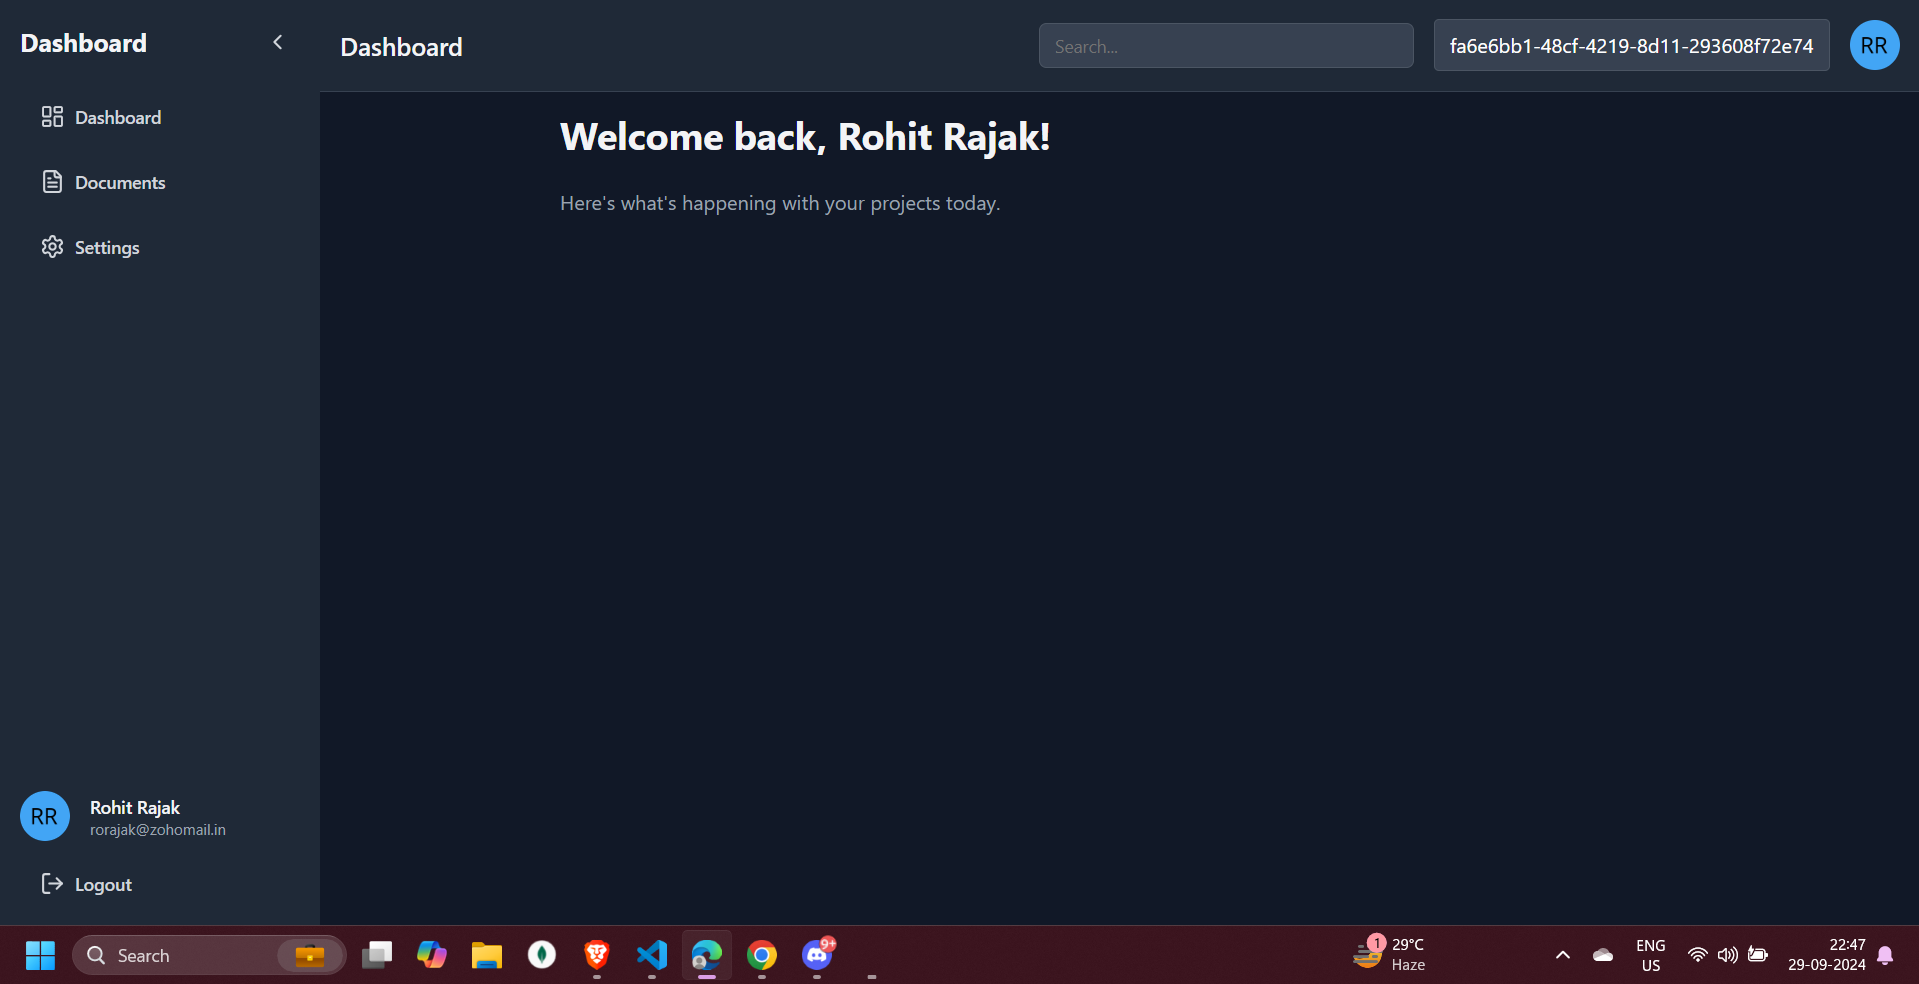 Dashboard
Dashboard
Search...
fa6e6bb1-48cf-4219-8d11-293608f72e74
RR
Dashboard
Documents
Settings
Welcome back, Rohit Rajak!
Here's what's happening with your projects today.
RR
Rohit Rajak
rorajak@zohomail.in
Logout
Search
9+
1
29°C
Haze
ENG
US
22:47
29-09-2024